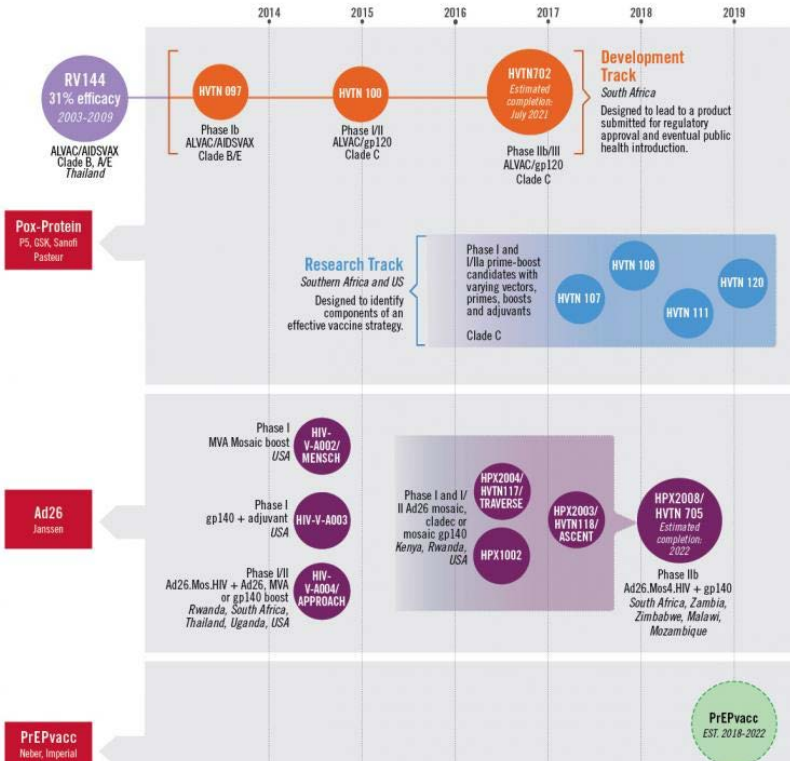 2014 2015 2016 2017 2018 2019
RV144
31% efficacy
2003-2009
ALVAC/AIDSVAX
Clade B, A/E
Thailand
HVTN 097
Phase Ib
ALVAC/AIDSVAX
Clade B/E
HVTN 100
Phase I/II
ALVAC/gp120
Clade C
HVTN702
Estimated
completion:
July 2021
Phase IIb/III
ALVAC/gp120
Clade C
Development
Track
South Africa
Designed to lead to a product
submitted for regulatory
approval and eventual public
health introduction.
Pox-Protein
P5, GSK, Sanofi
Pasteur
Research Track
Southern Africa and US
Designed to identify
components of an
effective vaccine strategy.
Phase I and
I/IIa prime-boost
candidates with
varying vectors,
primes, boosts
and adjuvants
Clade C
HVTN 107
HVTN 108
HVTN 111
HVTN 120
Ad26
Janssen
Phase I
MVA Mosaic boost
USA
HIV-
V-A002/
MENSCH
Phase I
gp140 + adjuvant
USA
HIV-V-A003
Phase I/II
Ad26.Mos.HIV + Ad26, MVA
or gp140 boost
Rwanda, South Africa,
Thailand, Uganda, USA
HIV-
V-A004/
APPROACH
Phase I and I/
II Ad26 mosaic,
cladec or
mosaic gp140
Kenya, Rwanda,
USA
HPX2004/
HVTN117/
TRAVERSE
HPX1002
HPX2003/
HVTN118/
ASCENT
HPX2008/
HVTN 705
Estimated
completion:
2022
Phase IIb
Ad26.Mos4.HIV + gp140
South Africa, Zambia,
Zimbabwe, Malawi,
Mozambique
PrEPvacc
Neber, Imperial
PrEPvacc
EST. 2018-2022